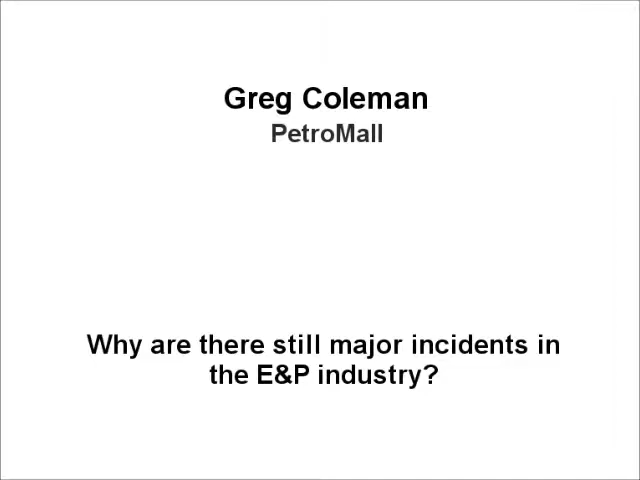 Greg Coleman
PetroMall
Why are there still major incidents in
the E&P industry?